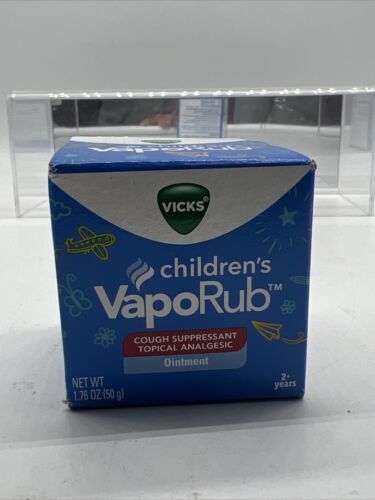 VICKS®
children's
VapoRub™
COUGH SUPPRESSANT
TOPICAL ANALGESIC
Ointment
NET WT
1.76 OZ (50 g)
2+
years